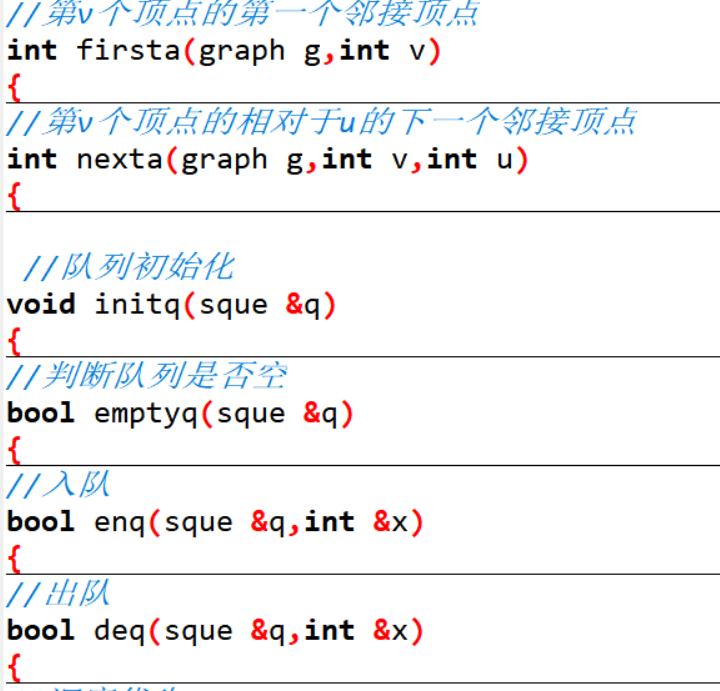 //第v个顶点的第一个邻接顶点
int firsta(graph g,int v)
{
//第v个顶点的相对于u的下一个邻接顶点
int nexta(graph g,int v,int u)
{
//队列初始化
void initq(sque &q)
{
//判断队列是否空
bool emptyq(sque &q)
{
//入队
bool enq(sque &q,int &x)
{
//出队
bool deq(sque &q,int &x)
{